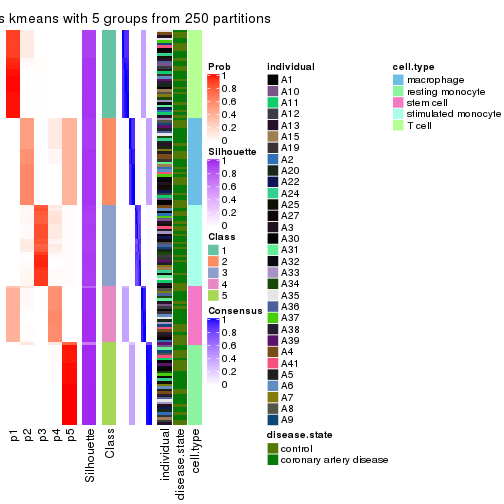 s kmeans with 5 groups from 250 partitions
Prob
1
0.8
0.6
0.4
0.2
0
Silhouette
1
0.8
0.6
0.4
0.2
0
Class
1
2
3
4
5
Consensus
1
0.8
0.6
0.4
0.2
0
individual
A1
A10
A11
A12
A13
A15
A19
A2
A20
A22
A24
A25
A27
A3
A30
A31
A32
A33
A34
A35
A36
A37
A38
A39
A4
A41
A5
A6
A7
A8
A9
disease.state
control
coronary artery disease
cell.type
macrophage
resting monocyte
stem cell
stimulated monocyte
T cell
p1
p2
p3
p4
p5
Silhouette
Class
individual
disease.state
cell.type